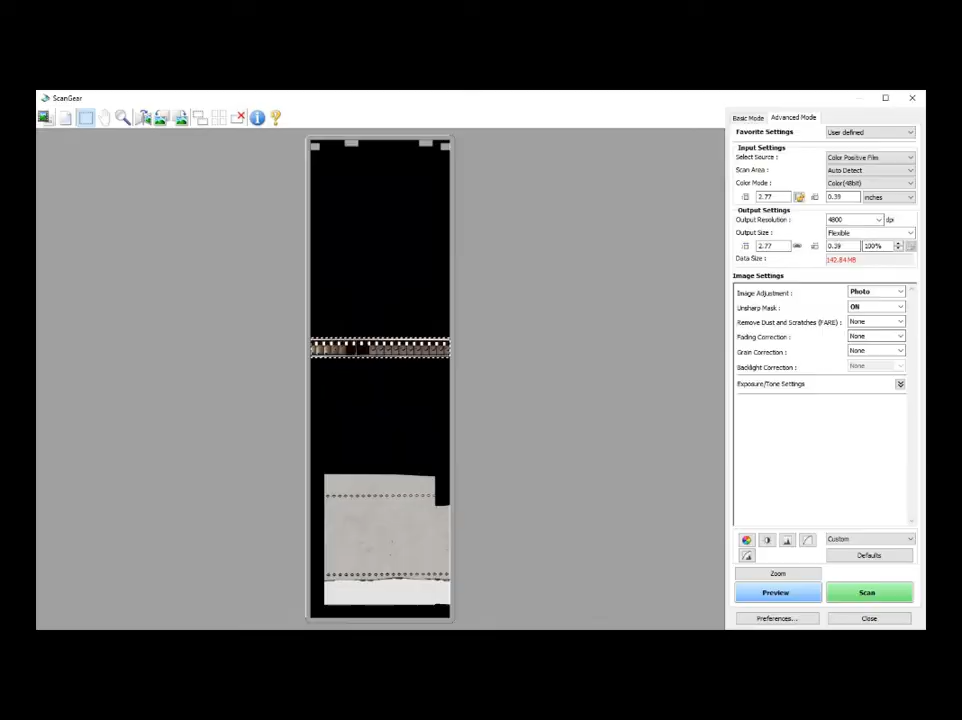 ScanGear
Basic Mode Advanced Mode
Favorite Settings User defined
Input Settings
Select Source : Color Positive Film
Scan Area : Auto Detect
Color Mode : Color(48bit)
2.77 0.39 inches
Output Settings
Output Resolution : 4800 dpi
Output Size : Flexible
2.77 0.39 100%
Data Size : 142.84 MB
Image Settings
Image Adjustment : Photo
Unsharp Mask : ON
Remove Dust and Scratches (FARE) : None
Fading Correction : None
Grain Correction : None
Backlight Correction : None
Exposure/Tone Settings
Custom
Defaults
Zoom
Preview Scan
Preferences... Close